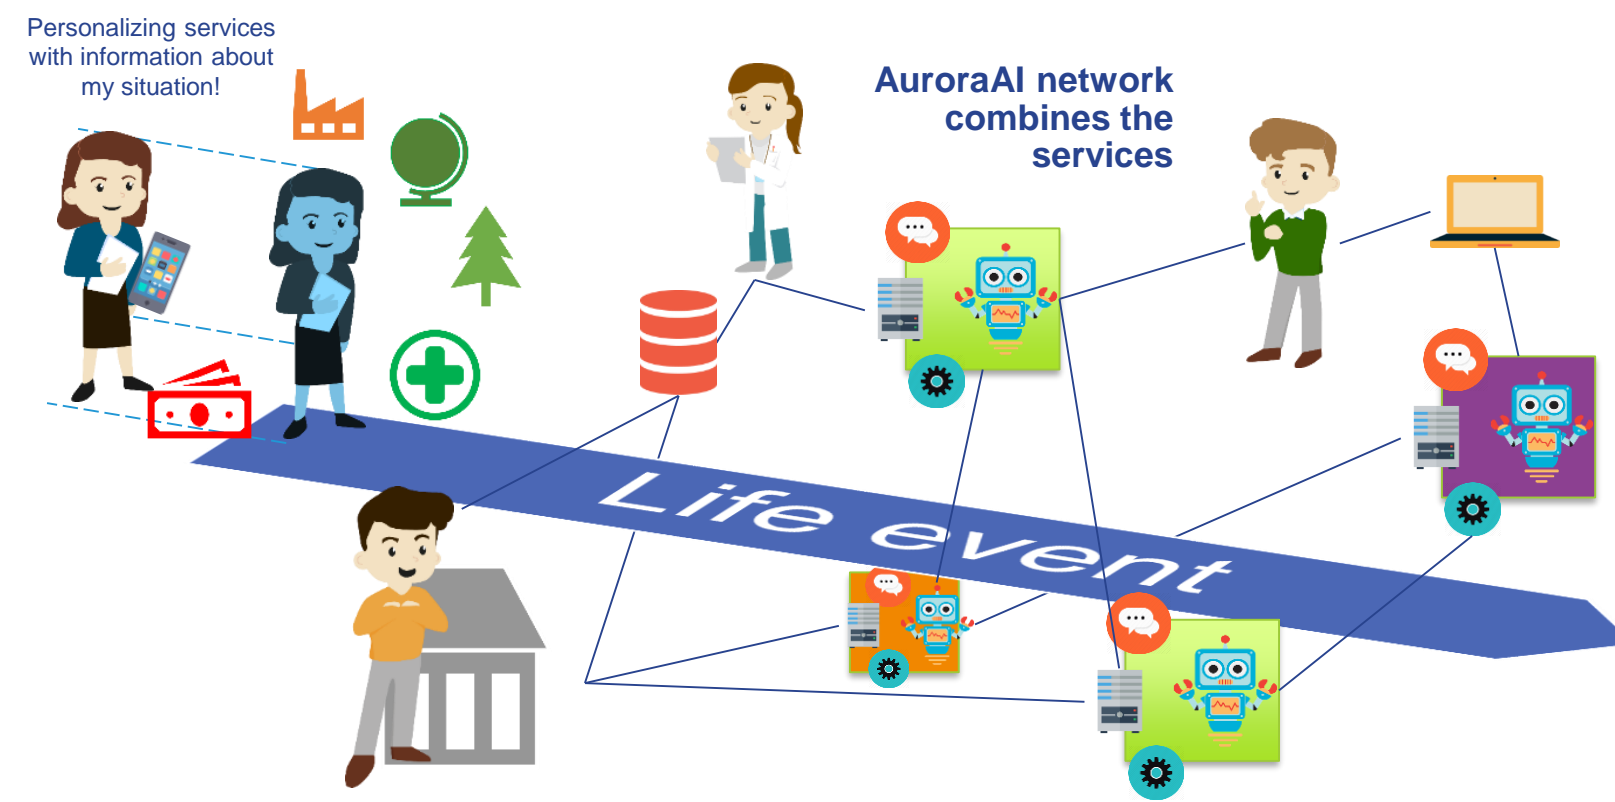 Personalizing services
with information about
my situation!
AuroraAI network
combines the
services
Life event